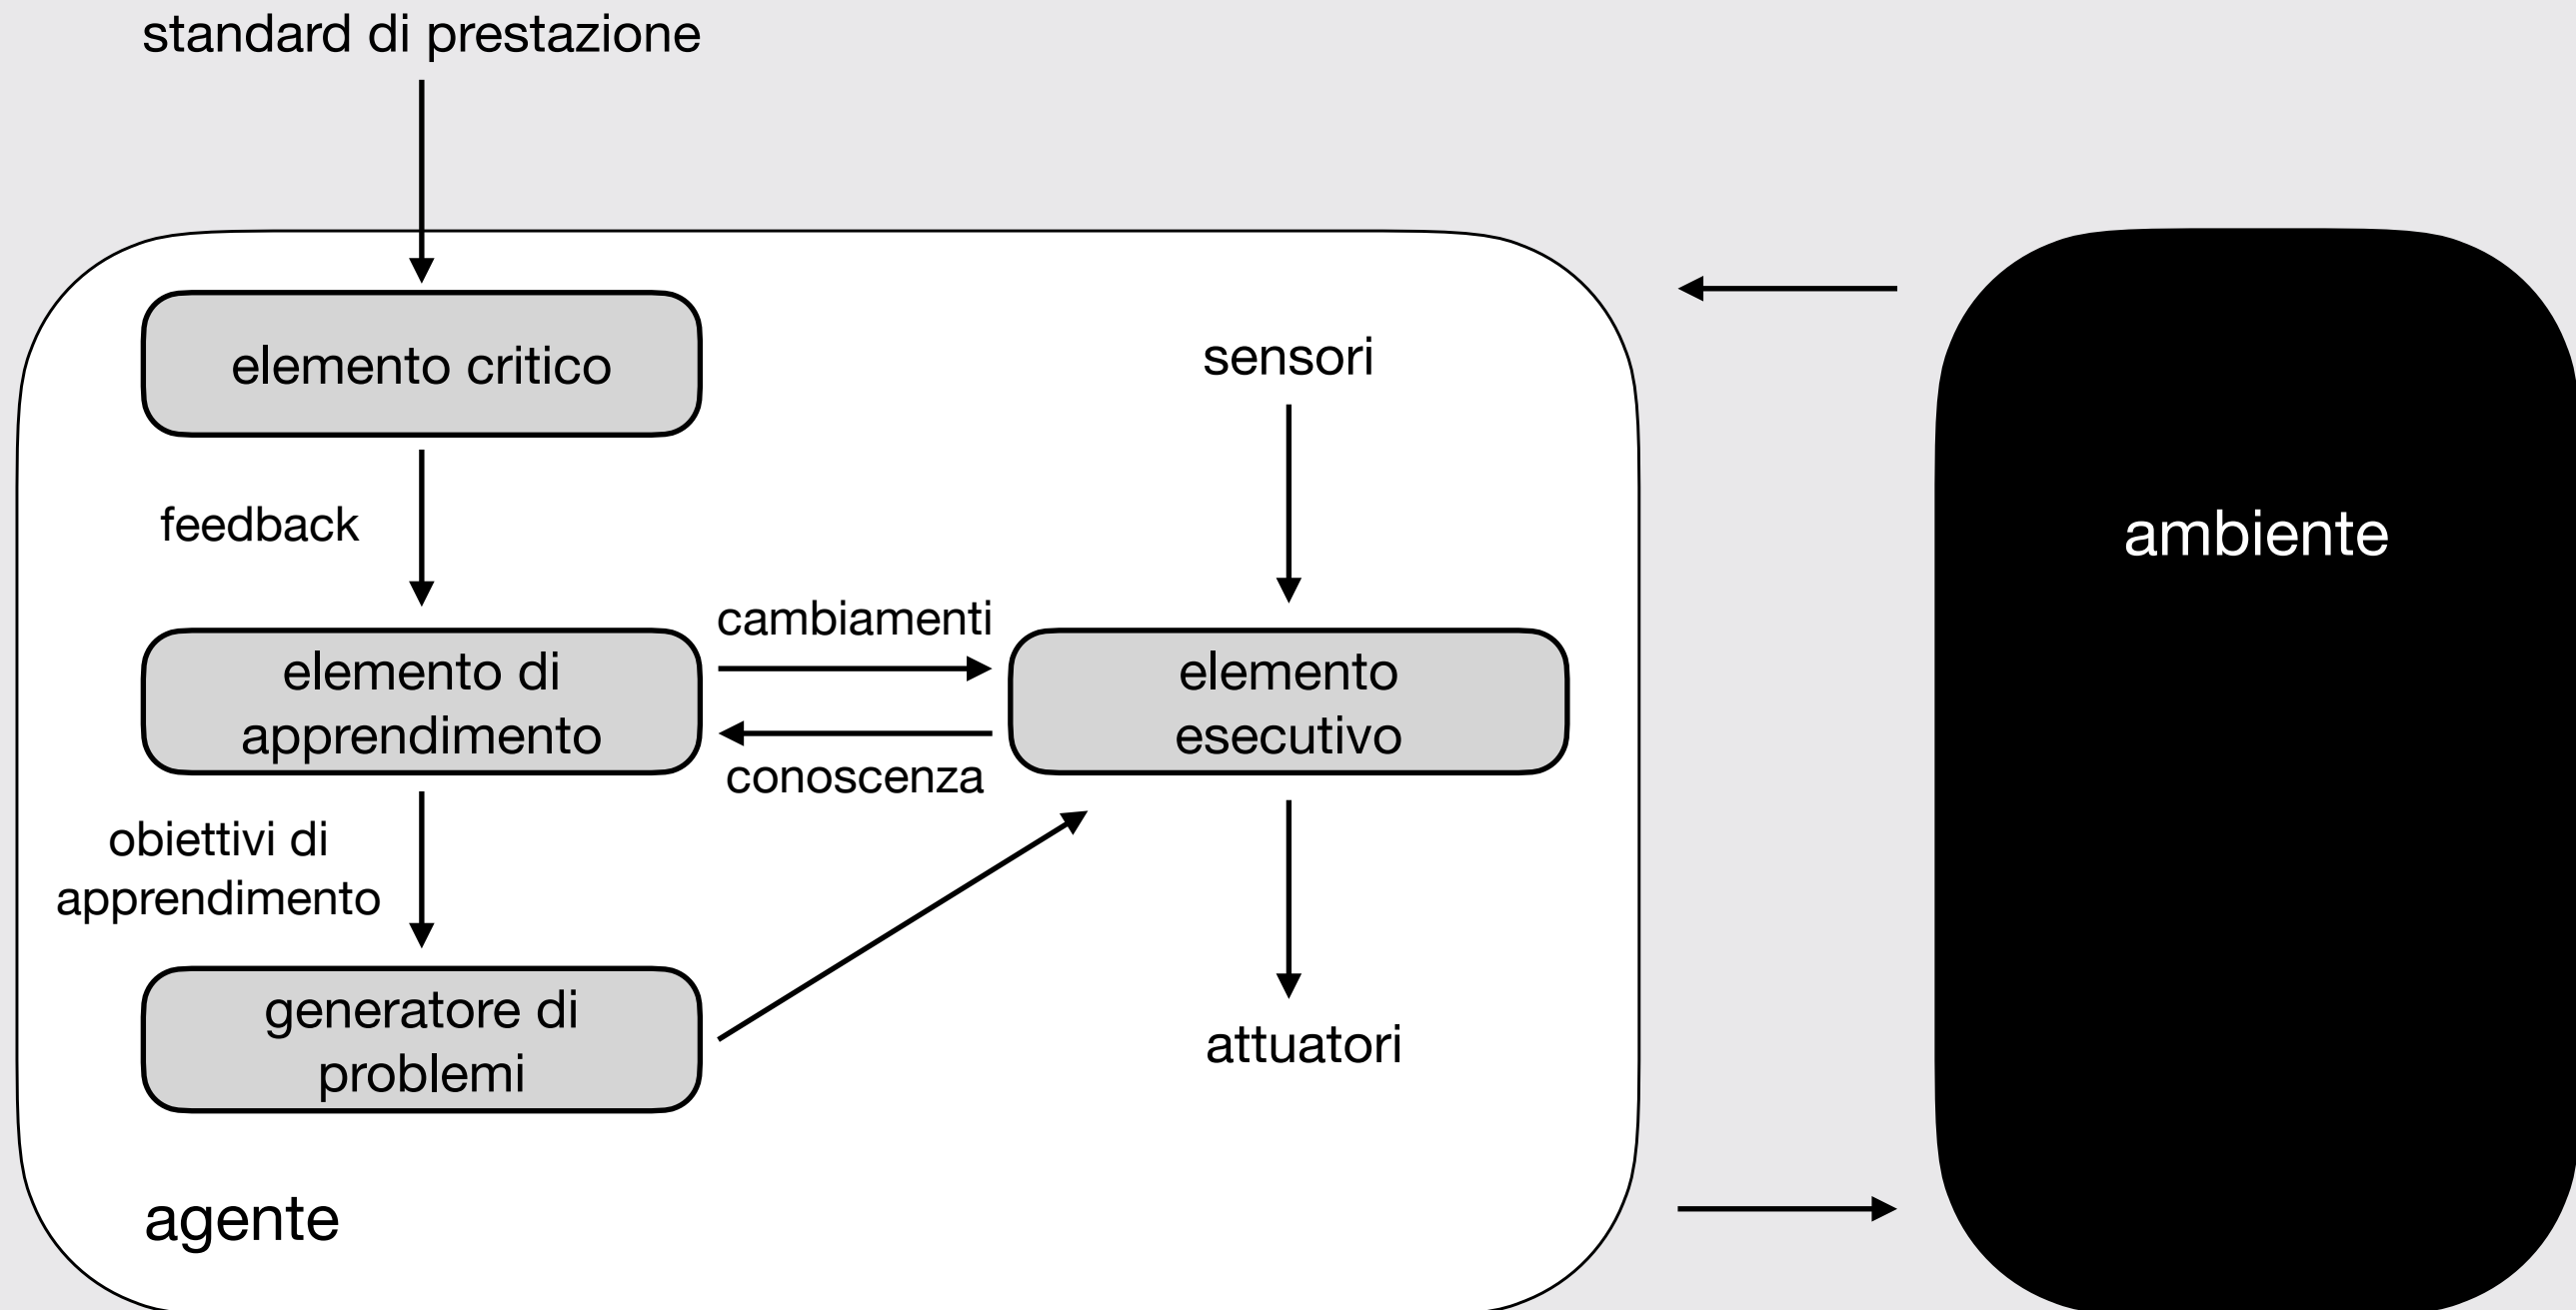 standard di prestazione
elemento critico
sensori
feedback
ambiente
cambiamenti
elemento di
apprendimento
elemento
esecutivo
conoscenza
obiettivi di
apprendimento
generatore di
problemi
attuatori
agente